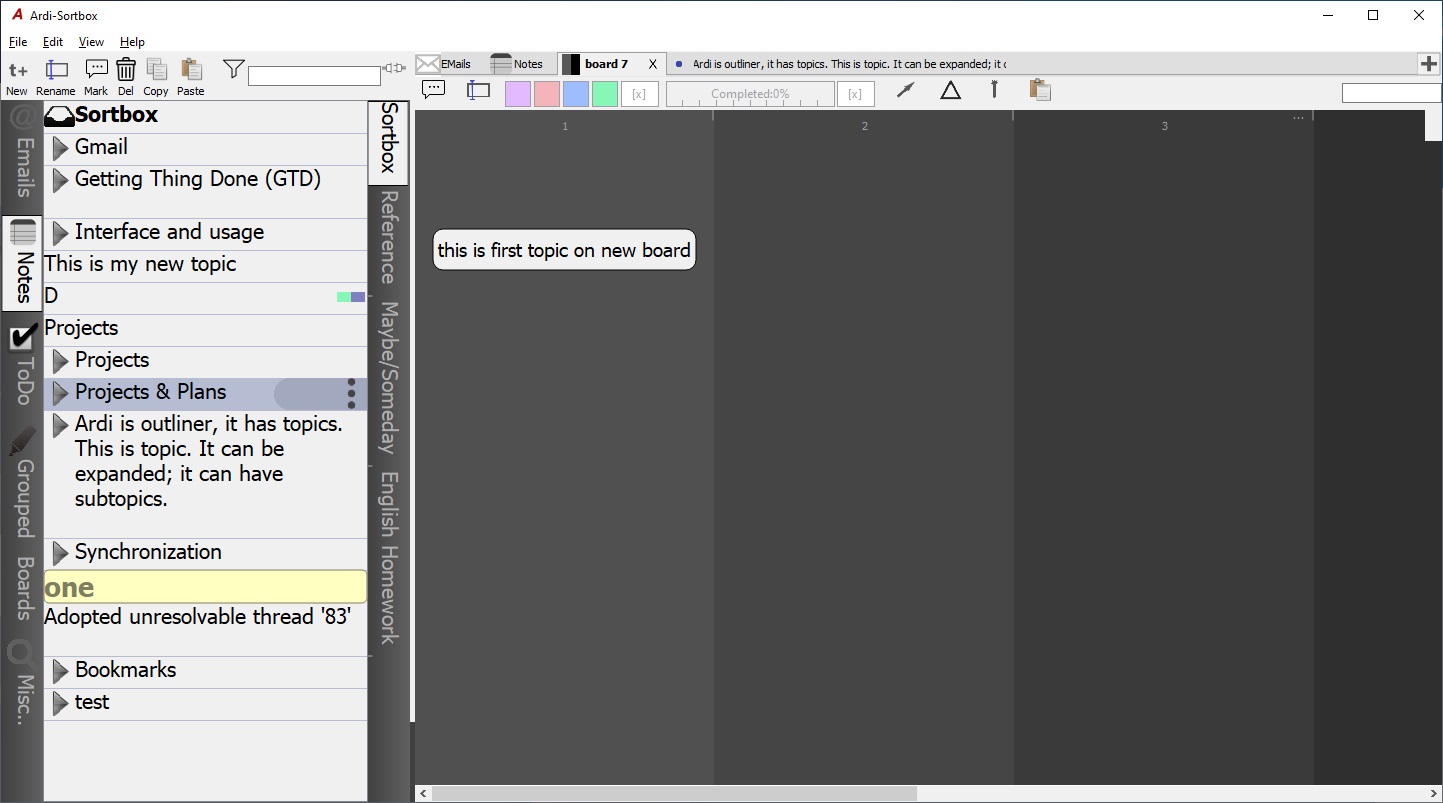 Ardi-Sortbox
File Edit View Help
t+
New Rename Mark Del Copy Paste
EMails Notes board 7 X Ardi is outliner, it has topics. This is topic. It can be expanded; it c
[x] Completed:0% [x]
Emails
Notes
ToDo
Grouped
Boards
Misc..
Sortbox
Gmail
Getting Thing Done (GTD)
Interface and usage
This is my new topic
D
Projects
Projects
Projects & Plans
Ardi is outliner, it has topics.
This is topic. It can be
expanded; it can have
subtopics.
Synchronization
one
Adopted unresolvable thread '83'
Bookmarks
test
Sortbox
Reference
Maybe/Someday
English Homework
1 2 3 ...
this is first topic on new board